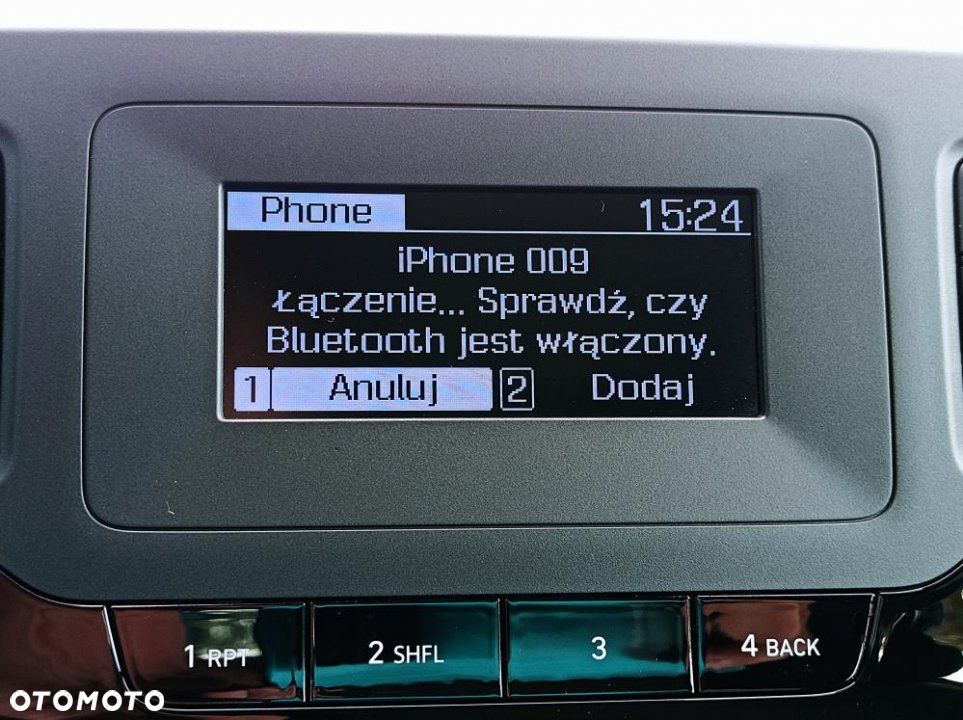 Phone 15:24
iPhone 009
Łączenie... Sprawdź, czy
Bluetooth jest włączony.
1 Anuluj 2 Dodaj
1 RPT 2 SHFL 3 4 BACK
OTOMOTO